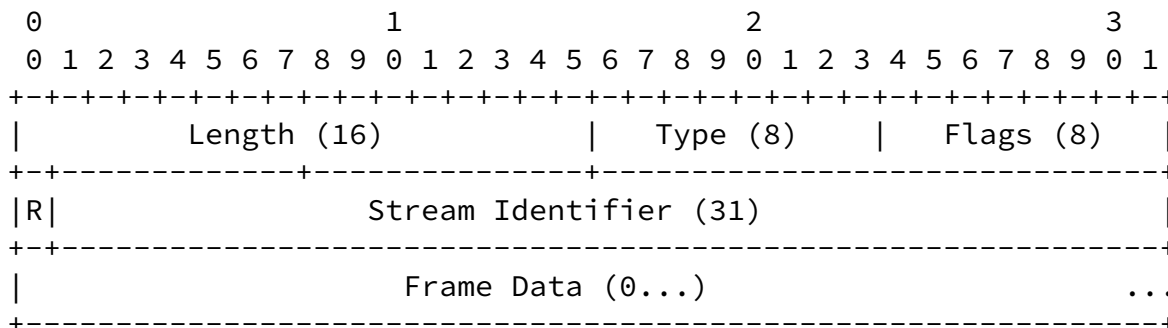 0                   1                   2                   3
0 1 2 3 4 5 6 7 8 9 0 1 2 3 4 5 6 7 8 9 0 1 2 3 4 5 6 7 8 9 0 1
+-+-+-+-+-+-+-+-+-+-+-+-+-+-+-+-+-+-+-+-+-+-+-+-+-+-+-+-+-+-+-+-+
|         Length (16)           |   Type (8)    |   Flags (8)   |
+-+-------------+---------------+-------------------------------+
|R|                 Stream Identifier (31)                      |
+-+-------------------------------------------------------------+
|                     Frame Data (0...)                       ...
+---------------------------------------------------------------+